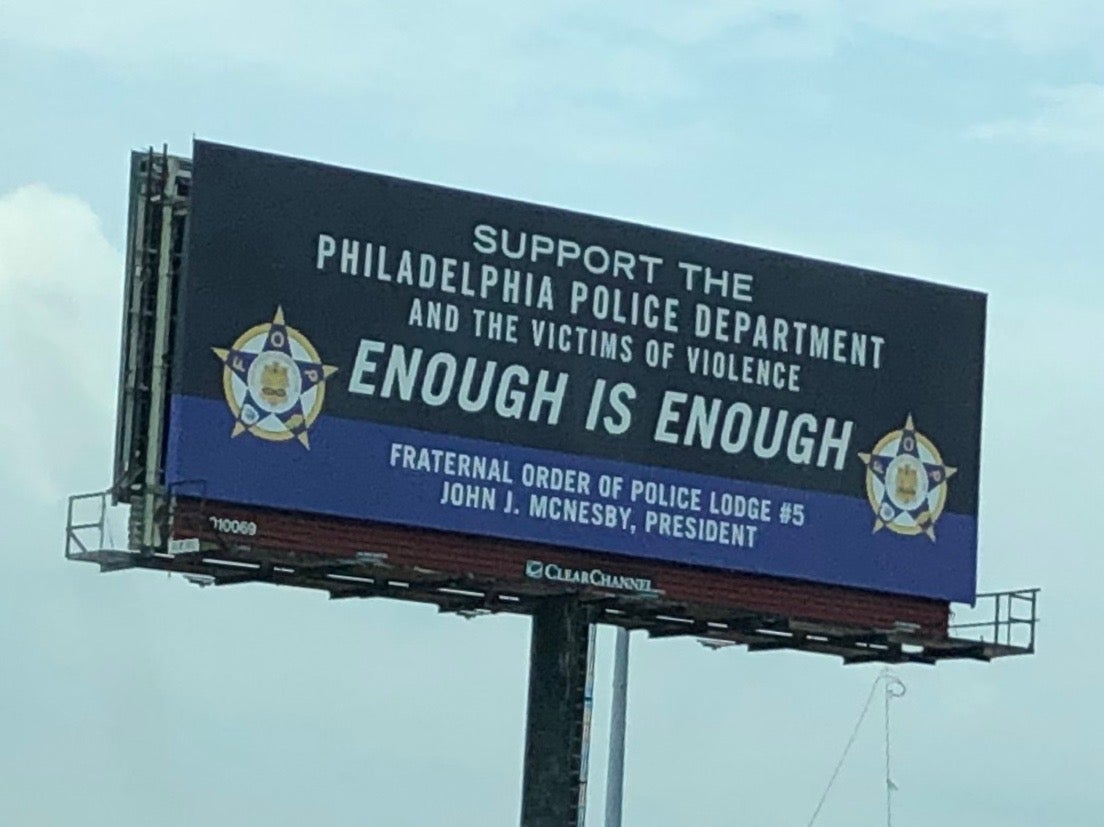 SUPPORT THE
PHILADELPHIA POLICE DEPARTMENT
AND THE VICTIMS OF VIOLENCE
ENOUGH IS ENOUGH
F O P
F O P
FRATERNAL ORDER OF POLICE LODGE #5
JOHN J. MCNESBY, PRESIDENT
CLEARCHANNEL